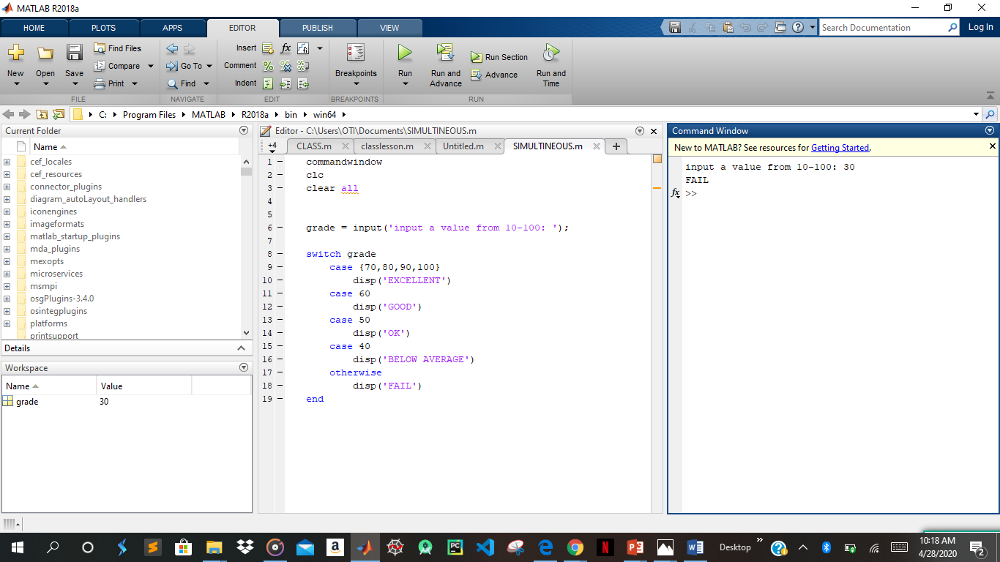 MATLAB R2018a
HOME PLOTS APPS EDITOR PUBLISH VIEW Search Documentation Log In
New Open Save Find Files Compare Print
Go To Find
Insert fx
Comment
Indent
Breakpoints
Run Run and Advance Run Section Advance Run and Time
FILE NAVIGATE EDIT BREAKPOINTS RUN
C: Program Files MATLAB R2018a bin win64
Current Folder
Name
cef_locales
cef_resources
connector_plugins
diagram_autoLayout_handlers
iconengines
imageformats
matlab_startup_plugins
mda_plugins
mexopts
microservices
msmpi
osgPlugins-3.4.0
osintegplugins
platforms
printsupport
Details
Workspace
Name Value
grade 30
Editor - C:\Users\OTI\Documents\SIMULTINEOUS.m
+4 CLASS.m classlesson.m Untitled.m SIMULTINEOUS.m +
1 - commandwindow
2 - clc
3 - clear all
4 -
5 -
6 - grade = input('input a value from 10-100: ');
7 -
8 - switch grade
9 - case {70,80,90,100}
10 - disp('EXCELLENT')
11 - case 60
12 - disp('GOOD')
13 - case 50
14 - disp('OK')
15 - case 40
16 - disp('BELOW AVERAGE')
17 - otherwise
18 - disp('FAIL')
19 - end
Command Window
New to MATLAB? See resources for Getting Started.
input a value from 10-100: 30
FAIL
fx >>
Desktop
10:18 AM
4/28/2020
2